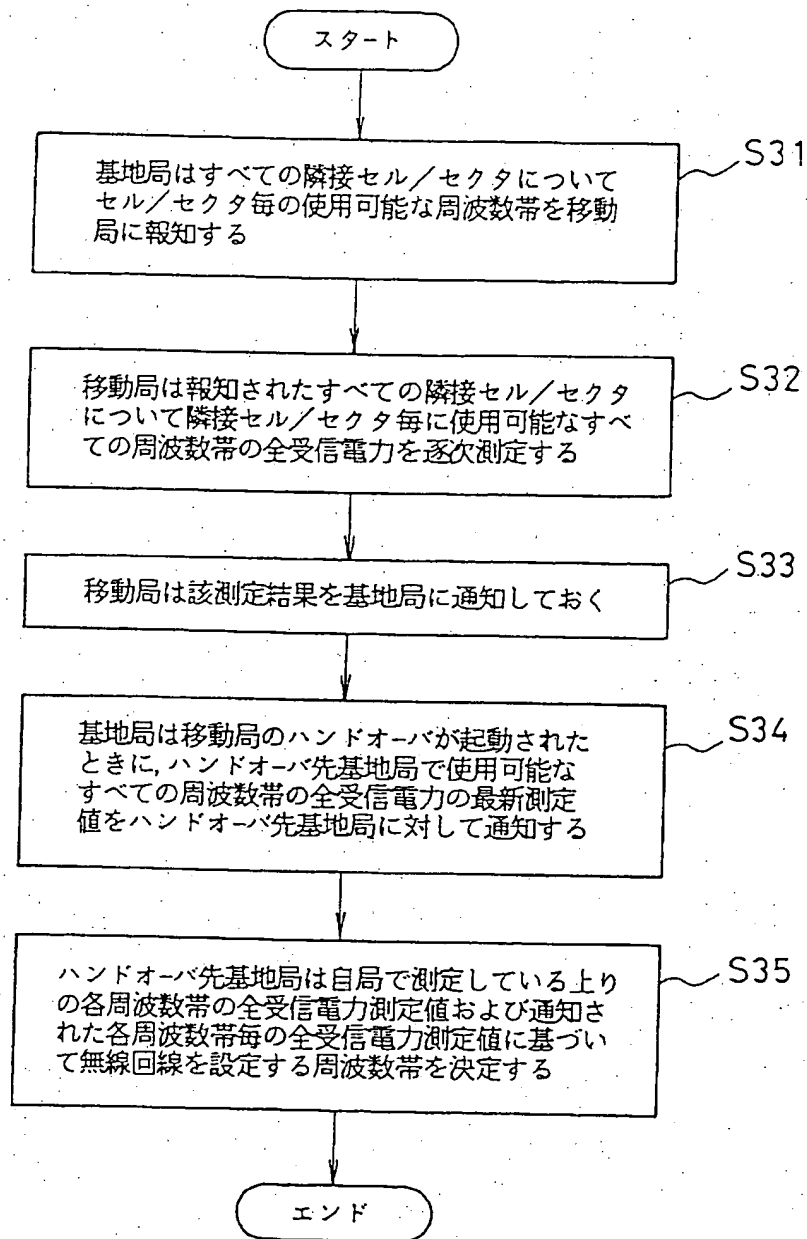 スタート
S31
基地局はすべての隣接セル／セクタについて
セル／セクタ毎の使用可能な周波数帯を移動
局に報知する
S32
移動局は報知されたすべての隣接セル／セクタ
について隣接セル／セクタ毎に使用可能なすべ
ての周波数帯の全受信電力を逐次測定する
S33
移動局は該測定結果を基地局に通知しておく
S34
基地局は移動局のハンドオーバが起動された
ときに,ハンドオーバ先基地局で使用可能な
すべての周波数帯の全受信電力の最新測定
値をハンドオーバ先基地局に対して通知する
S35
ハンドオーバ先基地局は自局で測定している上り
の各周波数帯の全受信電力測定値および通知さ
れた各周波数帯毎の全受信電力測定値に基づい
て無線回線を設定する周波数帯を決定する
エンド